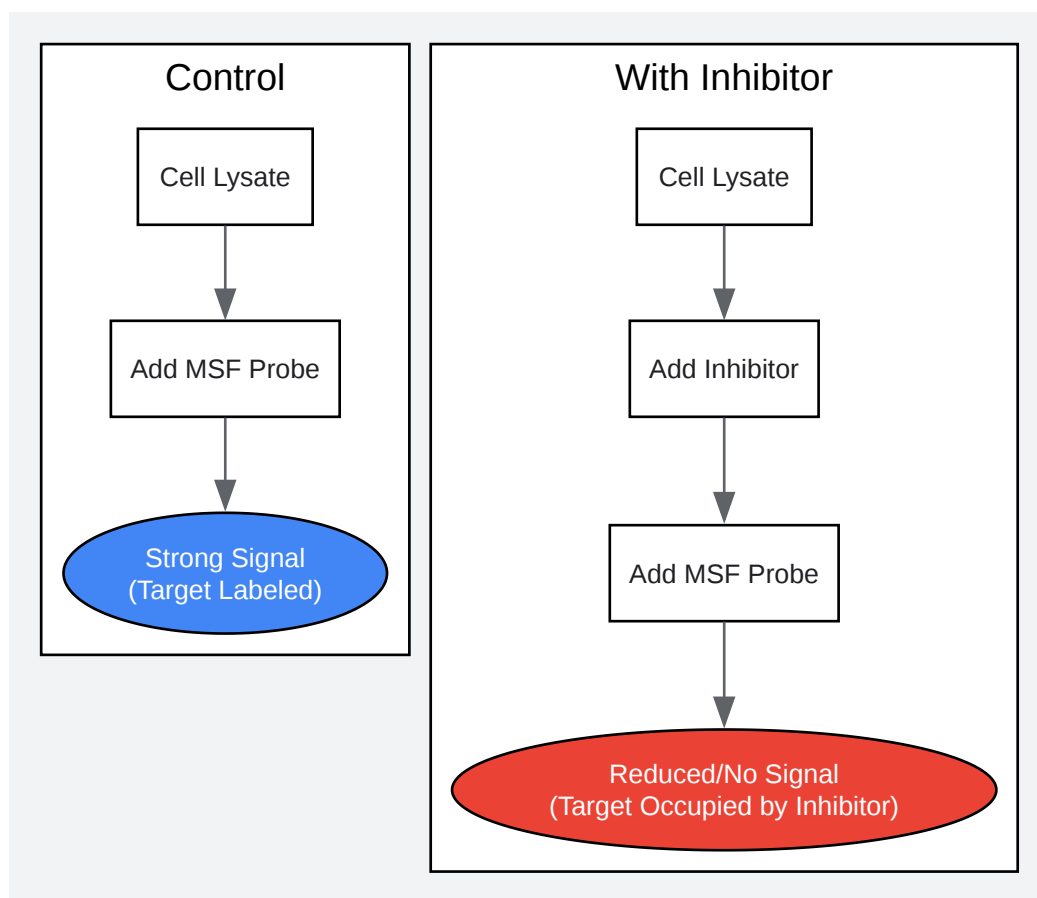 Control
Cell Lysate
Add MSF Probe
Strong Signal
(Target Labeled)
With Inhibitor
Cell Lysate
Add Inhibitor
Add MSF Probe
Reduced/No Signal
(Target Occupied by Inhibitor)